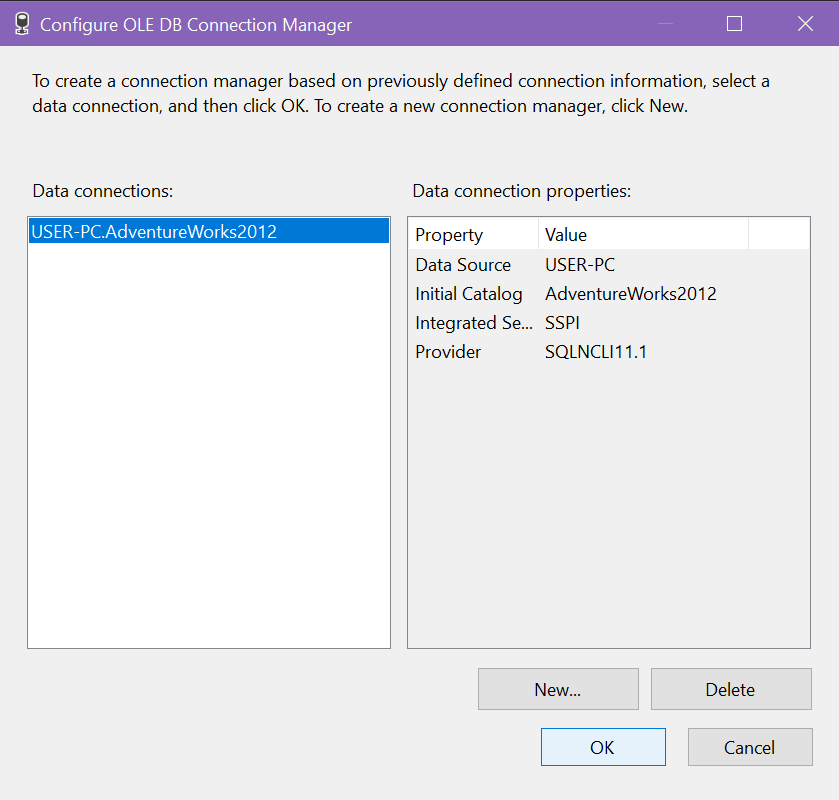 Configure OLE DB Connection Manager
To create a connection manager based on previously defined connection information, select a
data connection, and then click OK. To create a new connection manager, click New.
Data connections:
USER-PC.AdventureWorks2012
Data connection properties:
Property Value
Data Source USER-PC
Initial Catalog AdventureWorks2012
Integrated Se... SSPI
Provider SQLNCLI11.1
New... Delete
OK Cancel